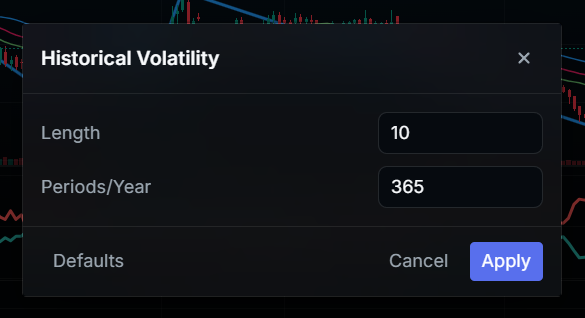 Historical Volatility ×
Length 10
Periods/Year 365
Defaults Cancel Apply